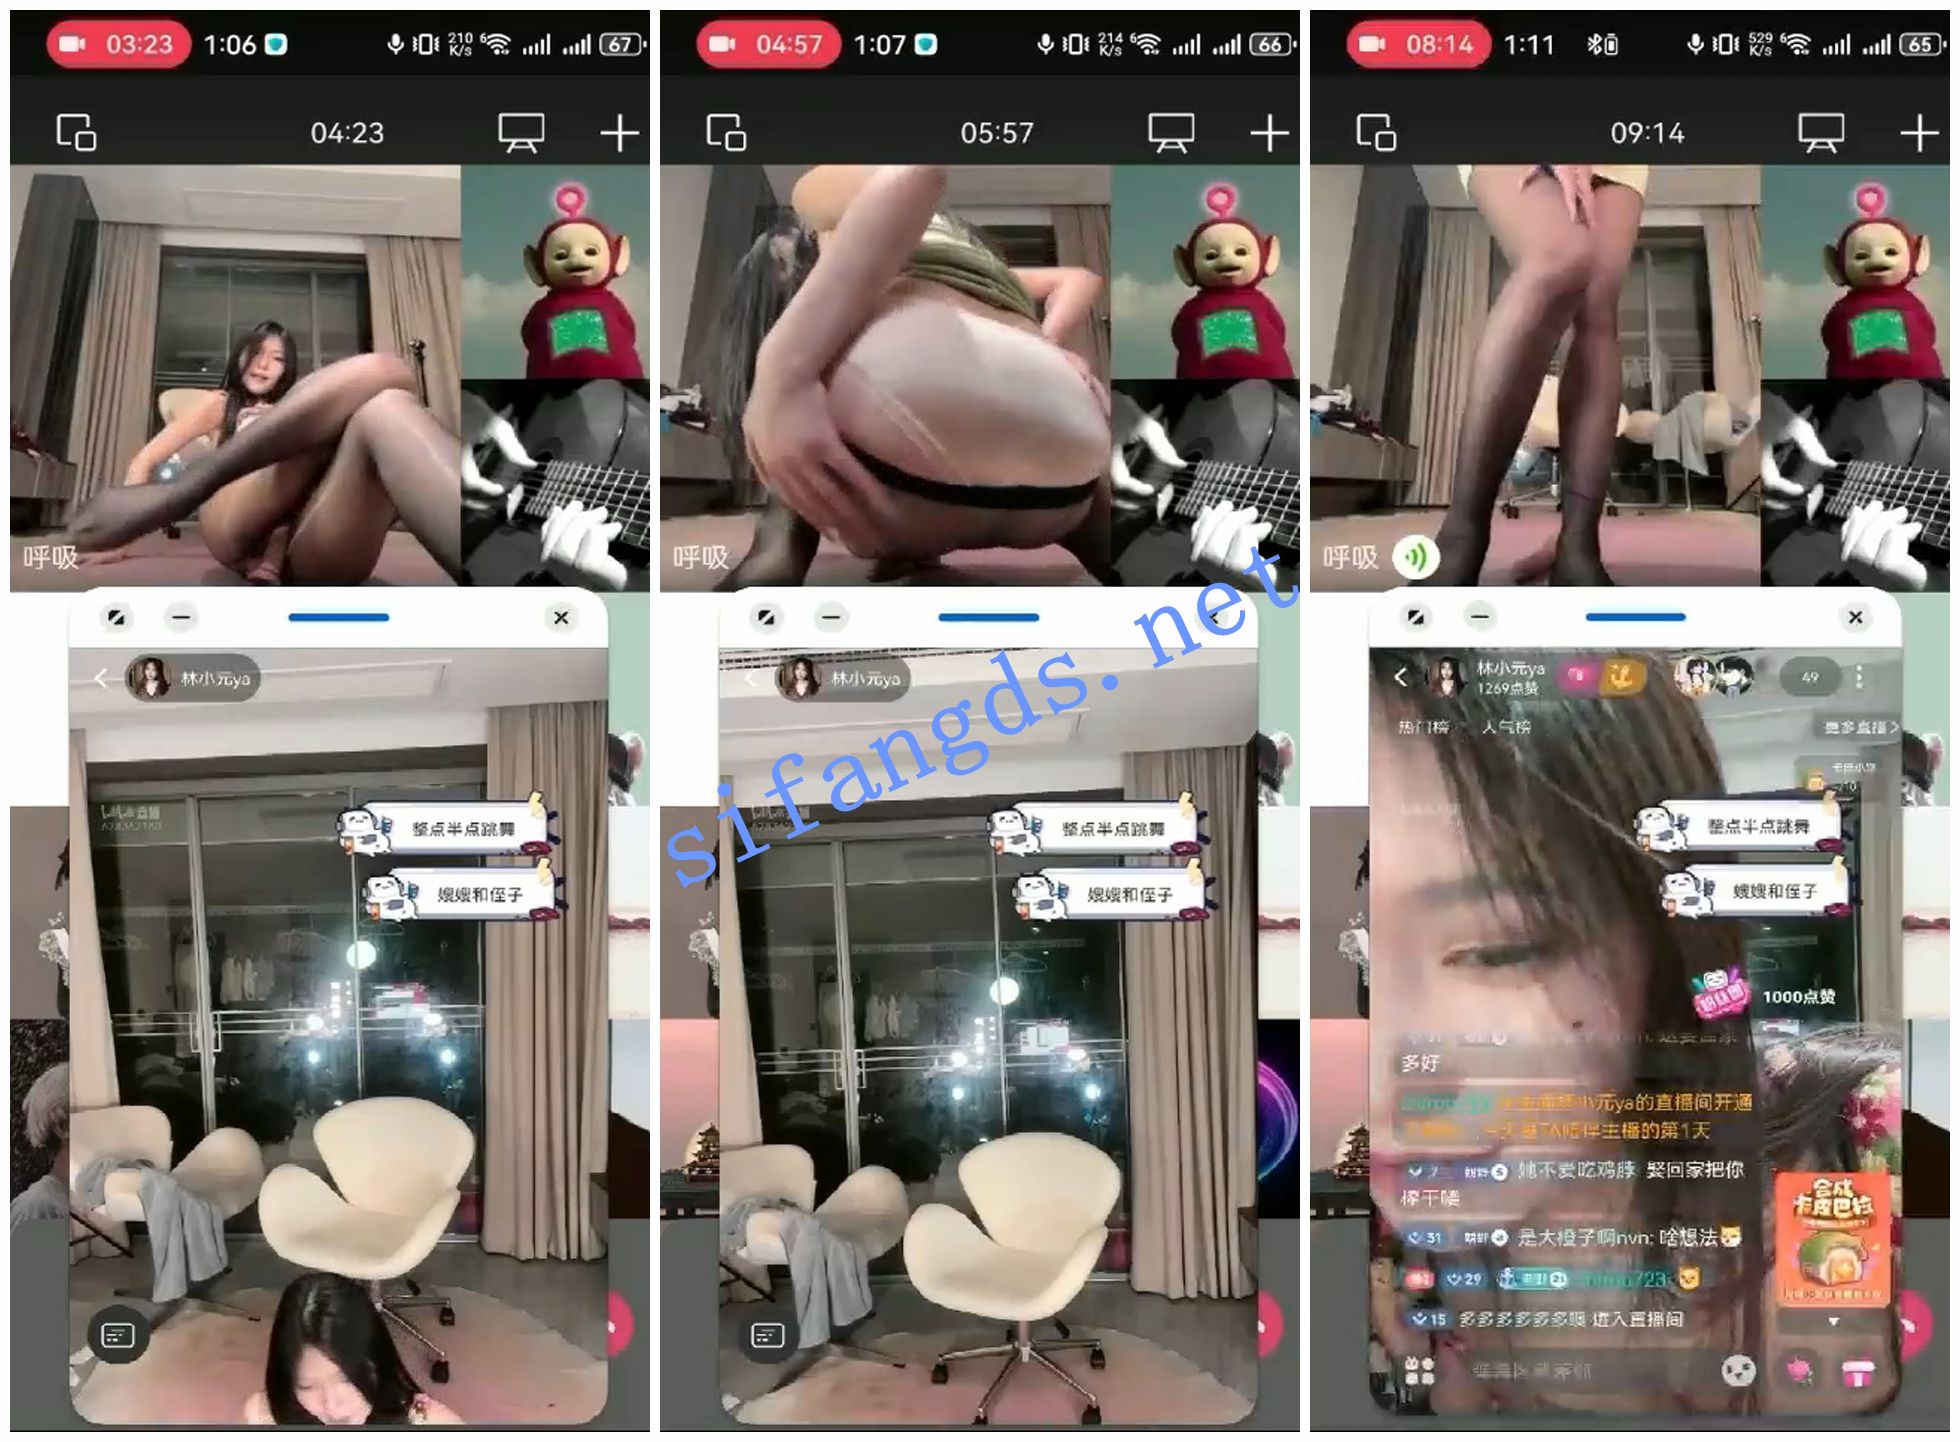 03:23 1:06 210 K/s 6 67
04:23
呼吸
林小元ya
整点半点跳舞
嫂嫂和侄子
04:57 1:07 214 K/s 6 66
05:57
呼吸
林小元ya
整点半点跳舞
嫂嫂和侄子
08:14 1:11 529 K/s 6 65
09:14
呼吸
林小元ya
1269点赞
49
热门榜 人气榜 更多直播
整点半点跳舞
嫂嫂和侄子
1000点赞
多好
元ya的直播间开通
主播的第1天
她不爱吃鸡脖 娶回家把你
榨干喽
31 是大橙子啊nvn: 啥想法
29 21 723
15 多多多多多多 进入直播间
合成
卡皮巴拉
sifangds.net